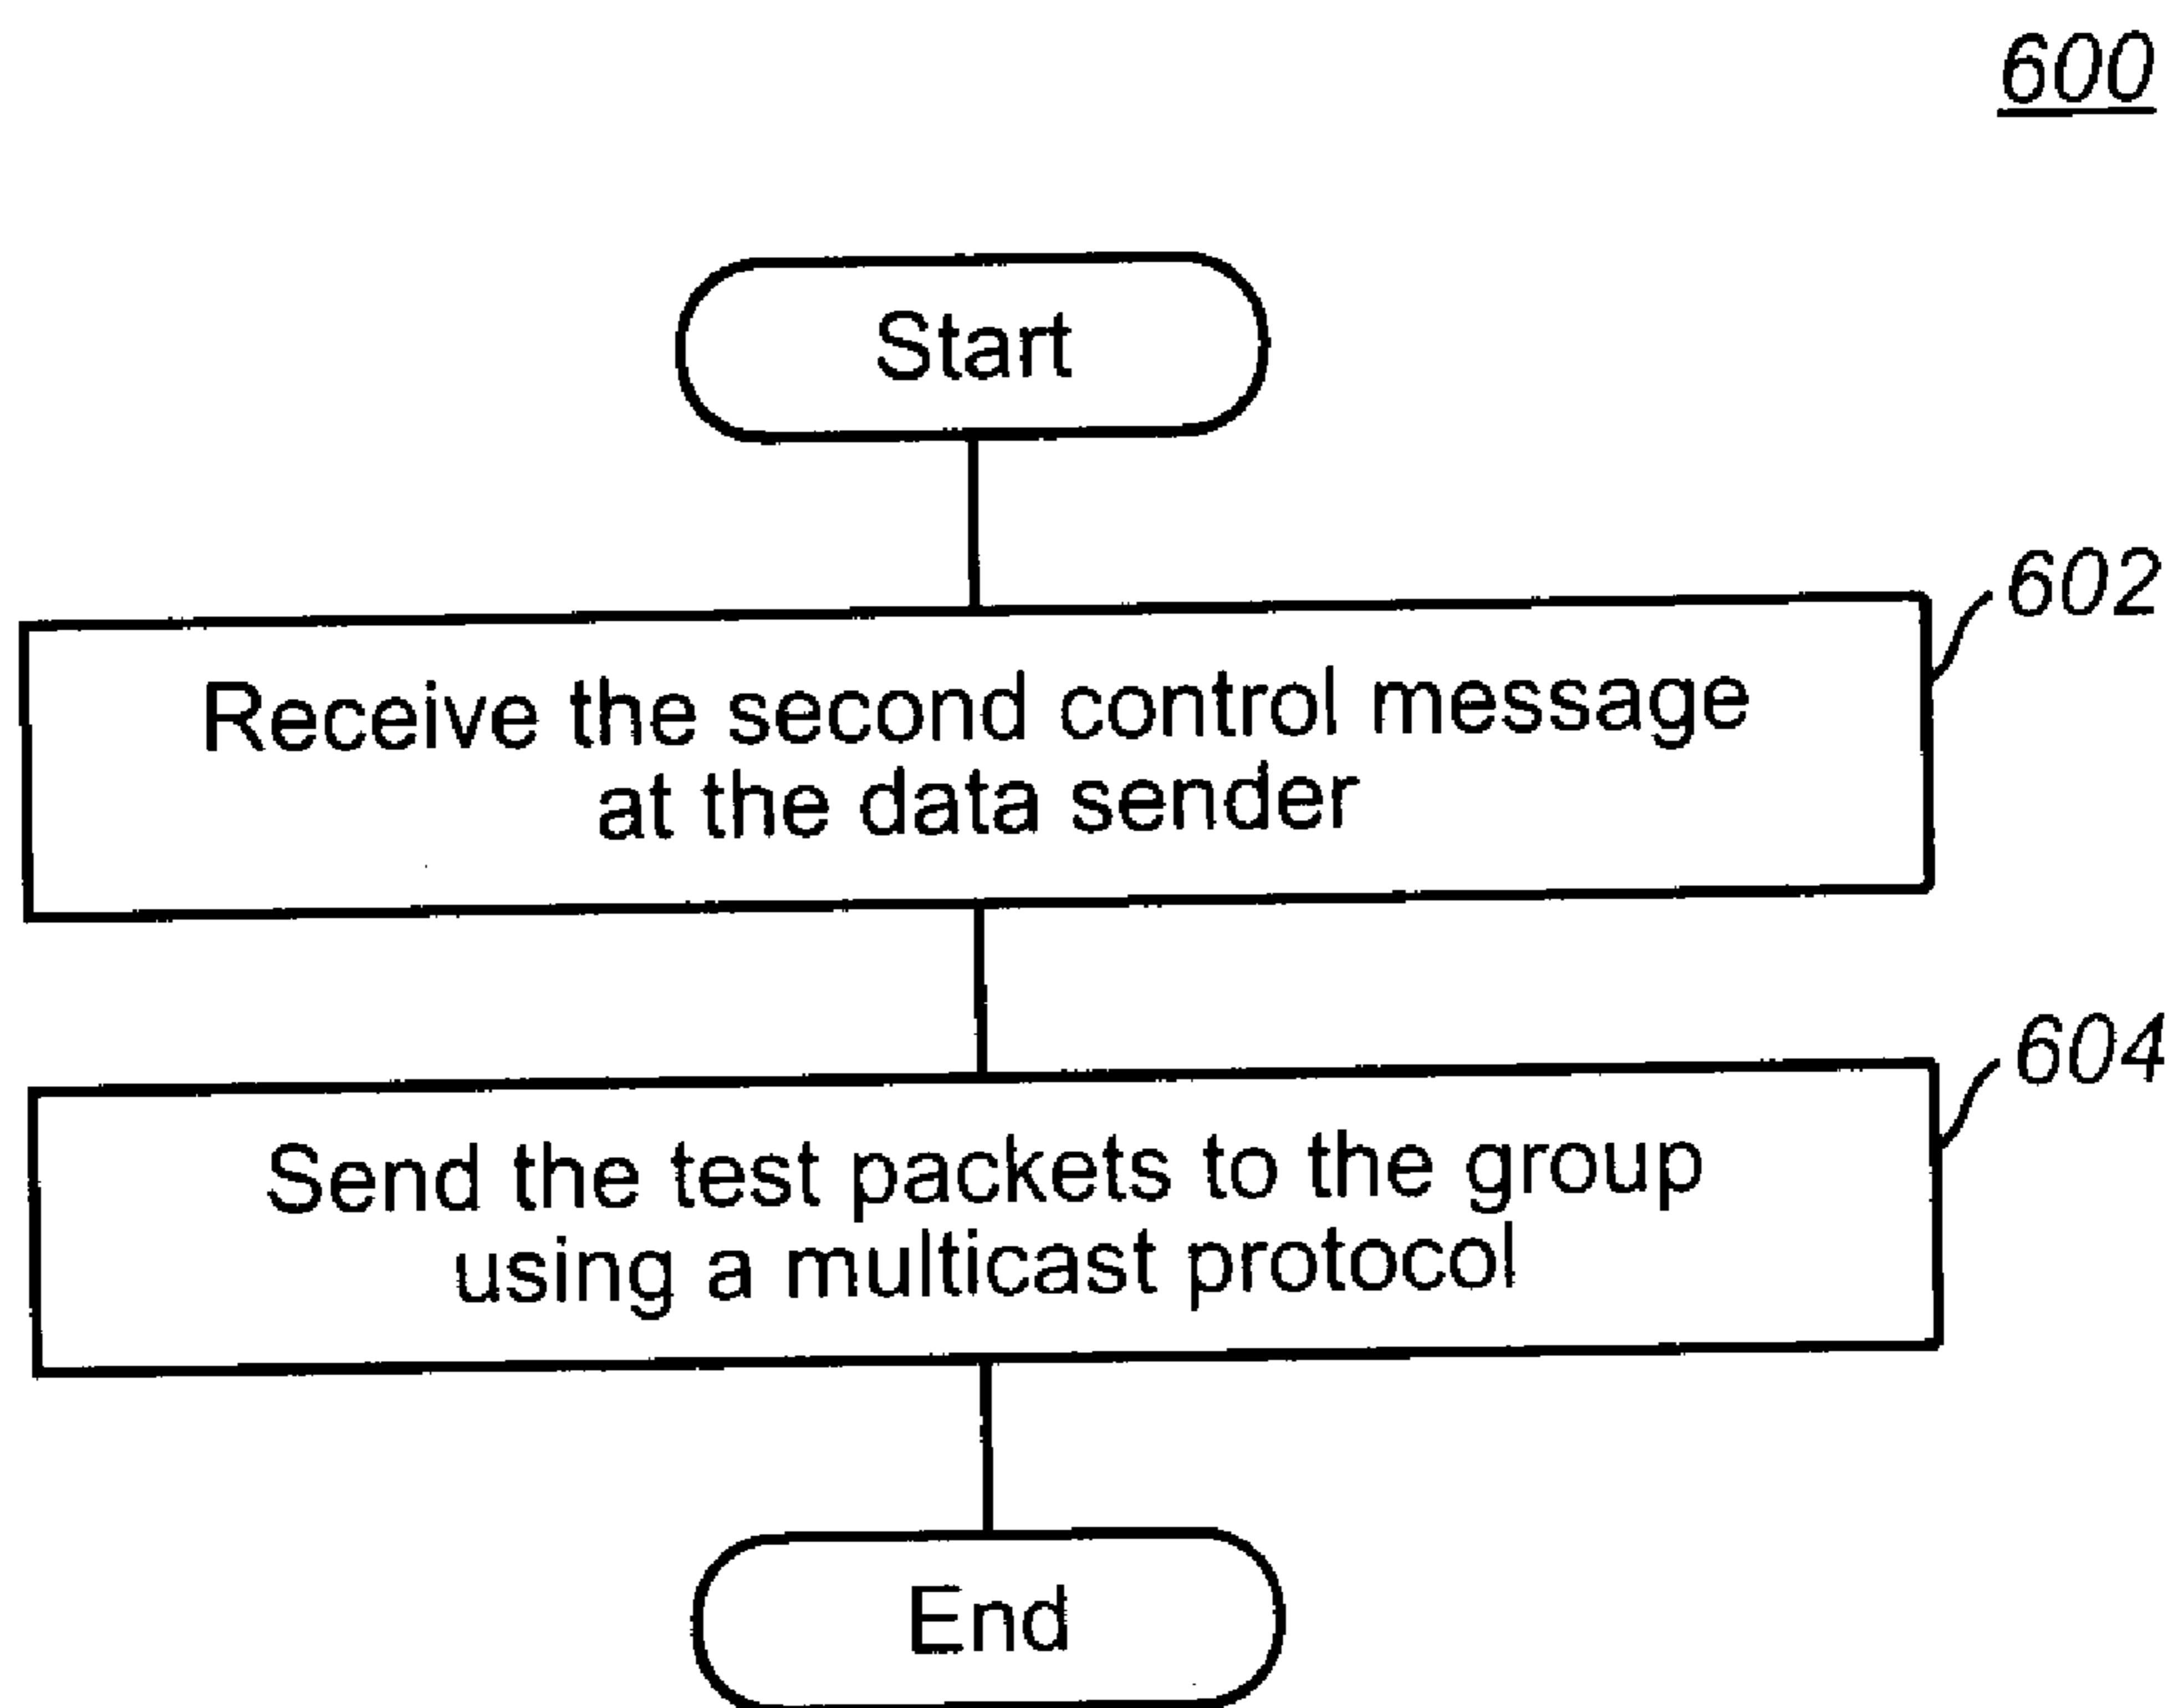 600
Start
602
Receive the second control message
at the data sender
604
Send the test packets to the group
using a multicast protocol
End